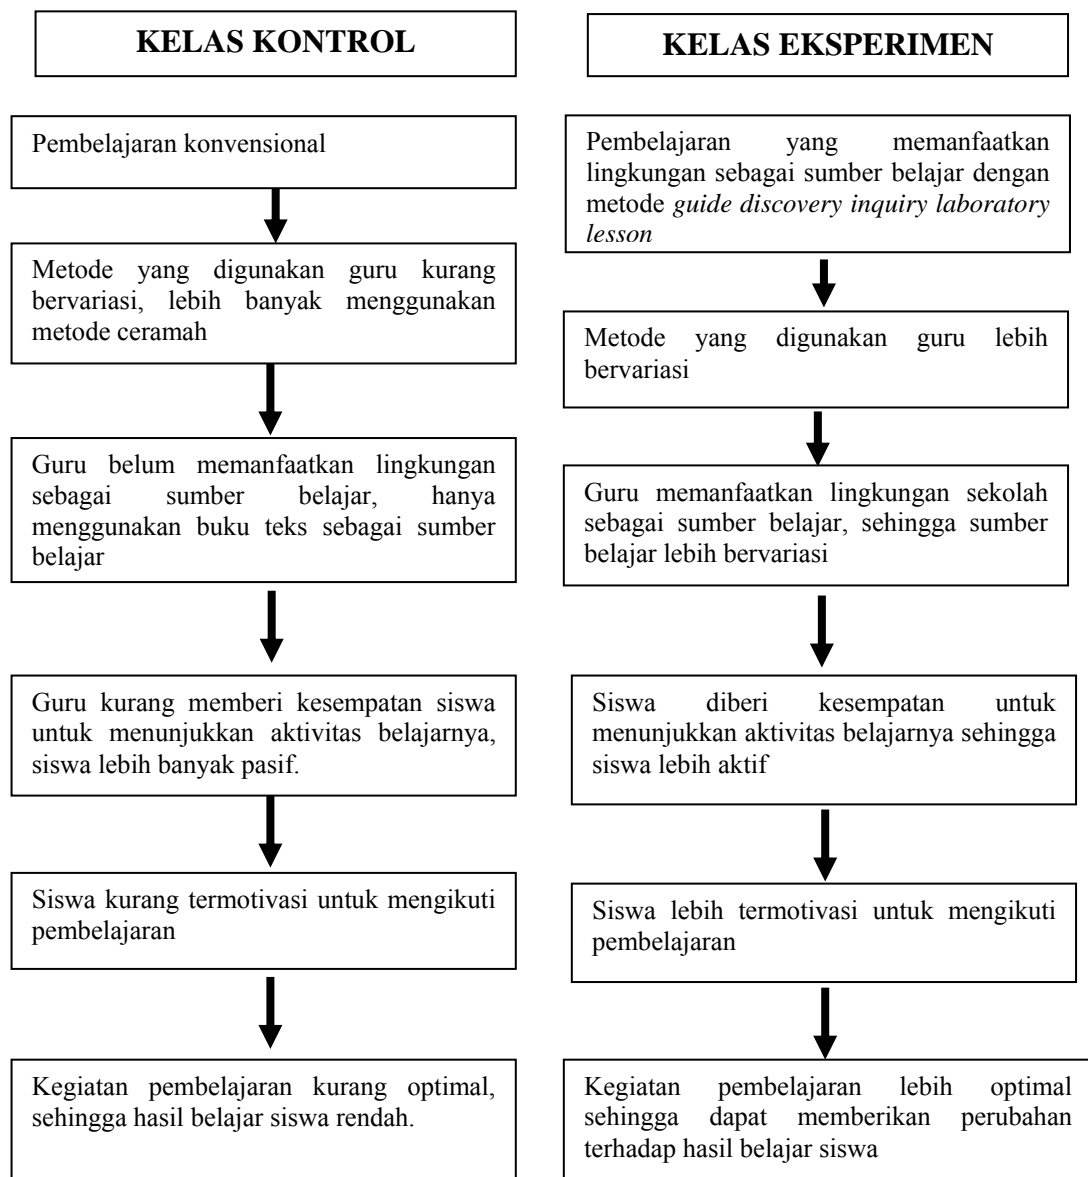 KELAS KONTROL
Pembelajaran konvensional
Metode yang digunakan guru kurang
bervariasi, lebih banyak menggunakan
metode ceramah
Guru belum memanfaatkan lingkungan
sebagai sumber belajar, hanya
menggunakan buku teks sebagai sumber
belajar
Guru kurang memberi kesempatan siswa
untuk menunjukkan aktivitas belajarnya,
siswa lebih banyak pasif.
Siswa kurang termotivasi untuk mengikuti
pembelajaran
Kegiatan pembelajaran kurang optimal,
sehingga hasil belajar siswa rendah.
KELAS EKSPERIMEN
Pembelajaran yang memanfaatkan
lingkungan sebagai sumber belajar dengan
metode guide discovery inquiry laboratory
lesson
Metode yang digunakan guru lebih
bervariasi
Guru memanfaatkan lingkungan sekolah
sebagai sumber belajar, sehingga sumber
belajar lebih bervariasi
Siswa diberi kesempatan untuk
menunjukkan aktivitas belajarnya sehingga
siswa lebih aktif
Siswa lebih termotivasi untuk mengikuti
pembelajaran
Kegiatan pembelajaran lebih optimal
sehingga dapat memberikan perubahan
terhadap hasil belajar siswa